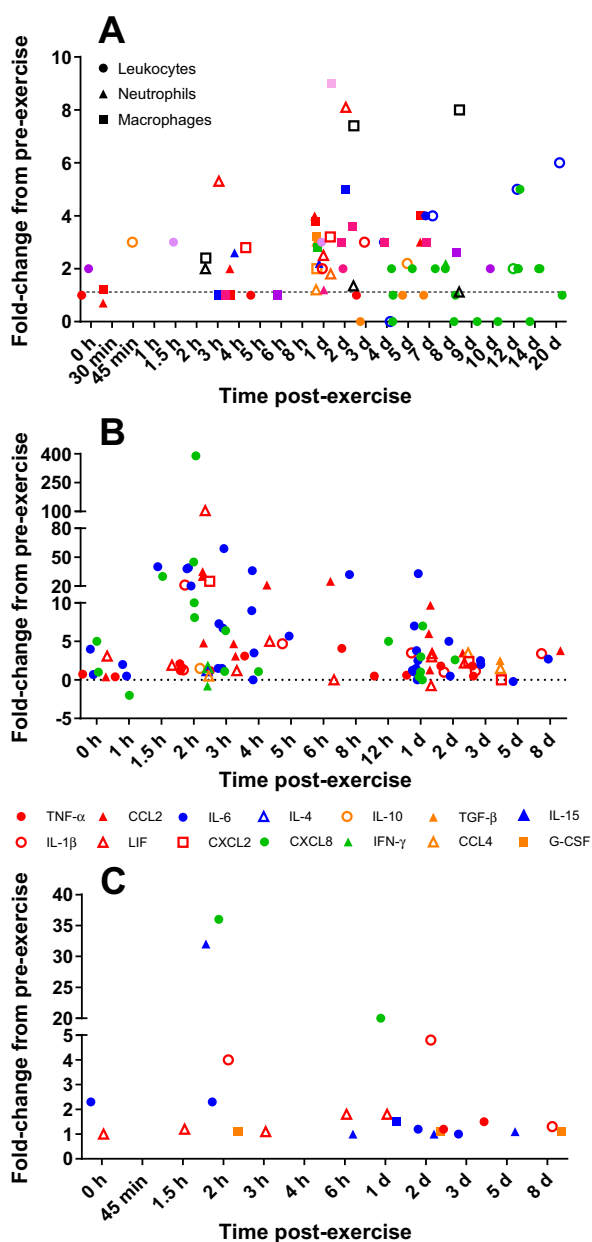 A
Fold-change from pre-exercise
10
8
6
4
2
0
Leukocytes
Neutrophils
Macrophages
0 h
30 min
45 min
1 h
1.5 h
2 h
3 h
4 h
5 h
6 h
8 h
1 d
2 d
3 d
4 d
5 d
7 d
8 d
9 d
10 d
12 d
14 d
20 d
Time post-exercise
B
Fold-change from pre-exercise
400
250
100
80
50
20
10
5
0
-5
0 h
1 h
1.5 h
2 h
3 h
4 h
5 h
6 h
8 h
12 h
1 d
2 d
3 d
5 d
8 d
Time post-exercise
TNF-α CCL2 IL-6 IL-4 IL-10 TGF-β IL-15
IL-1β LIF CXCL2 CXCL8 IFN-γ CCL4 G-CSF
C
Fold-change from pre-exercise
40
35
30
25
20
5
4
3
2
1
0
0 h
45 min
1.5 h
2 h
3 h
4 h
6 h
1 d
2 d
3 d
5 d
8 d
Time post-exercise